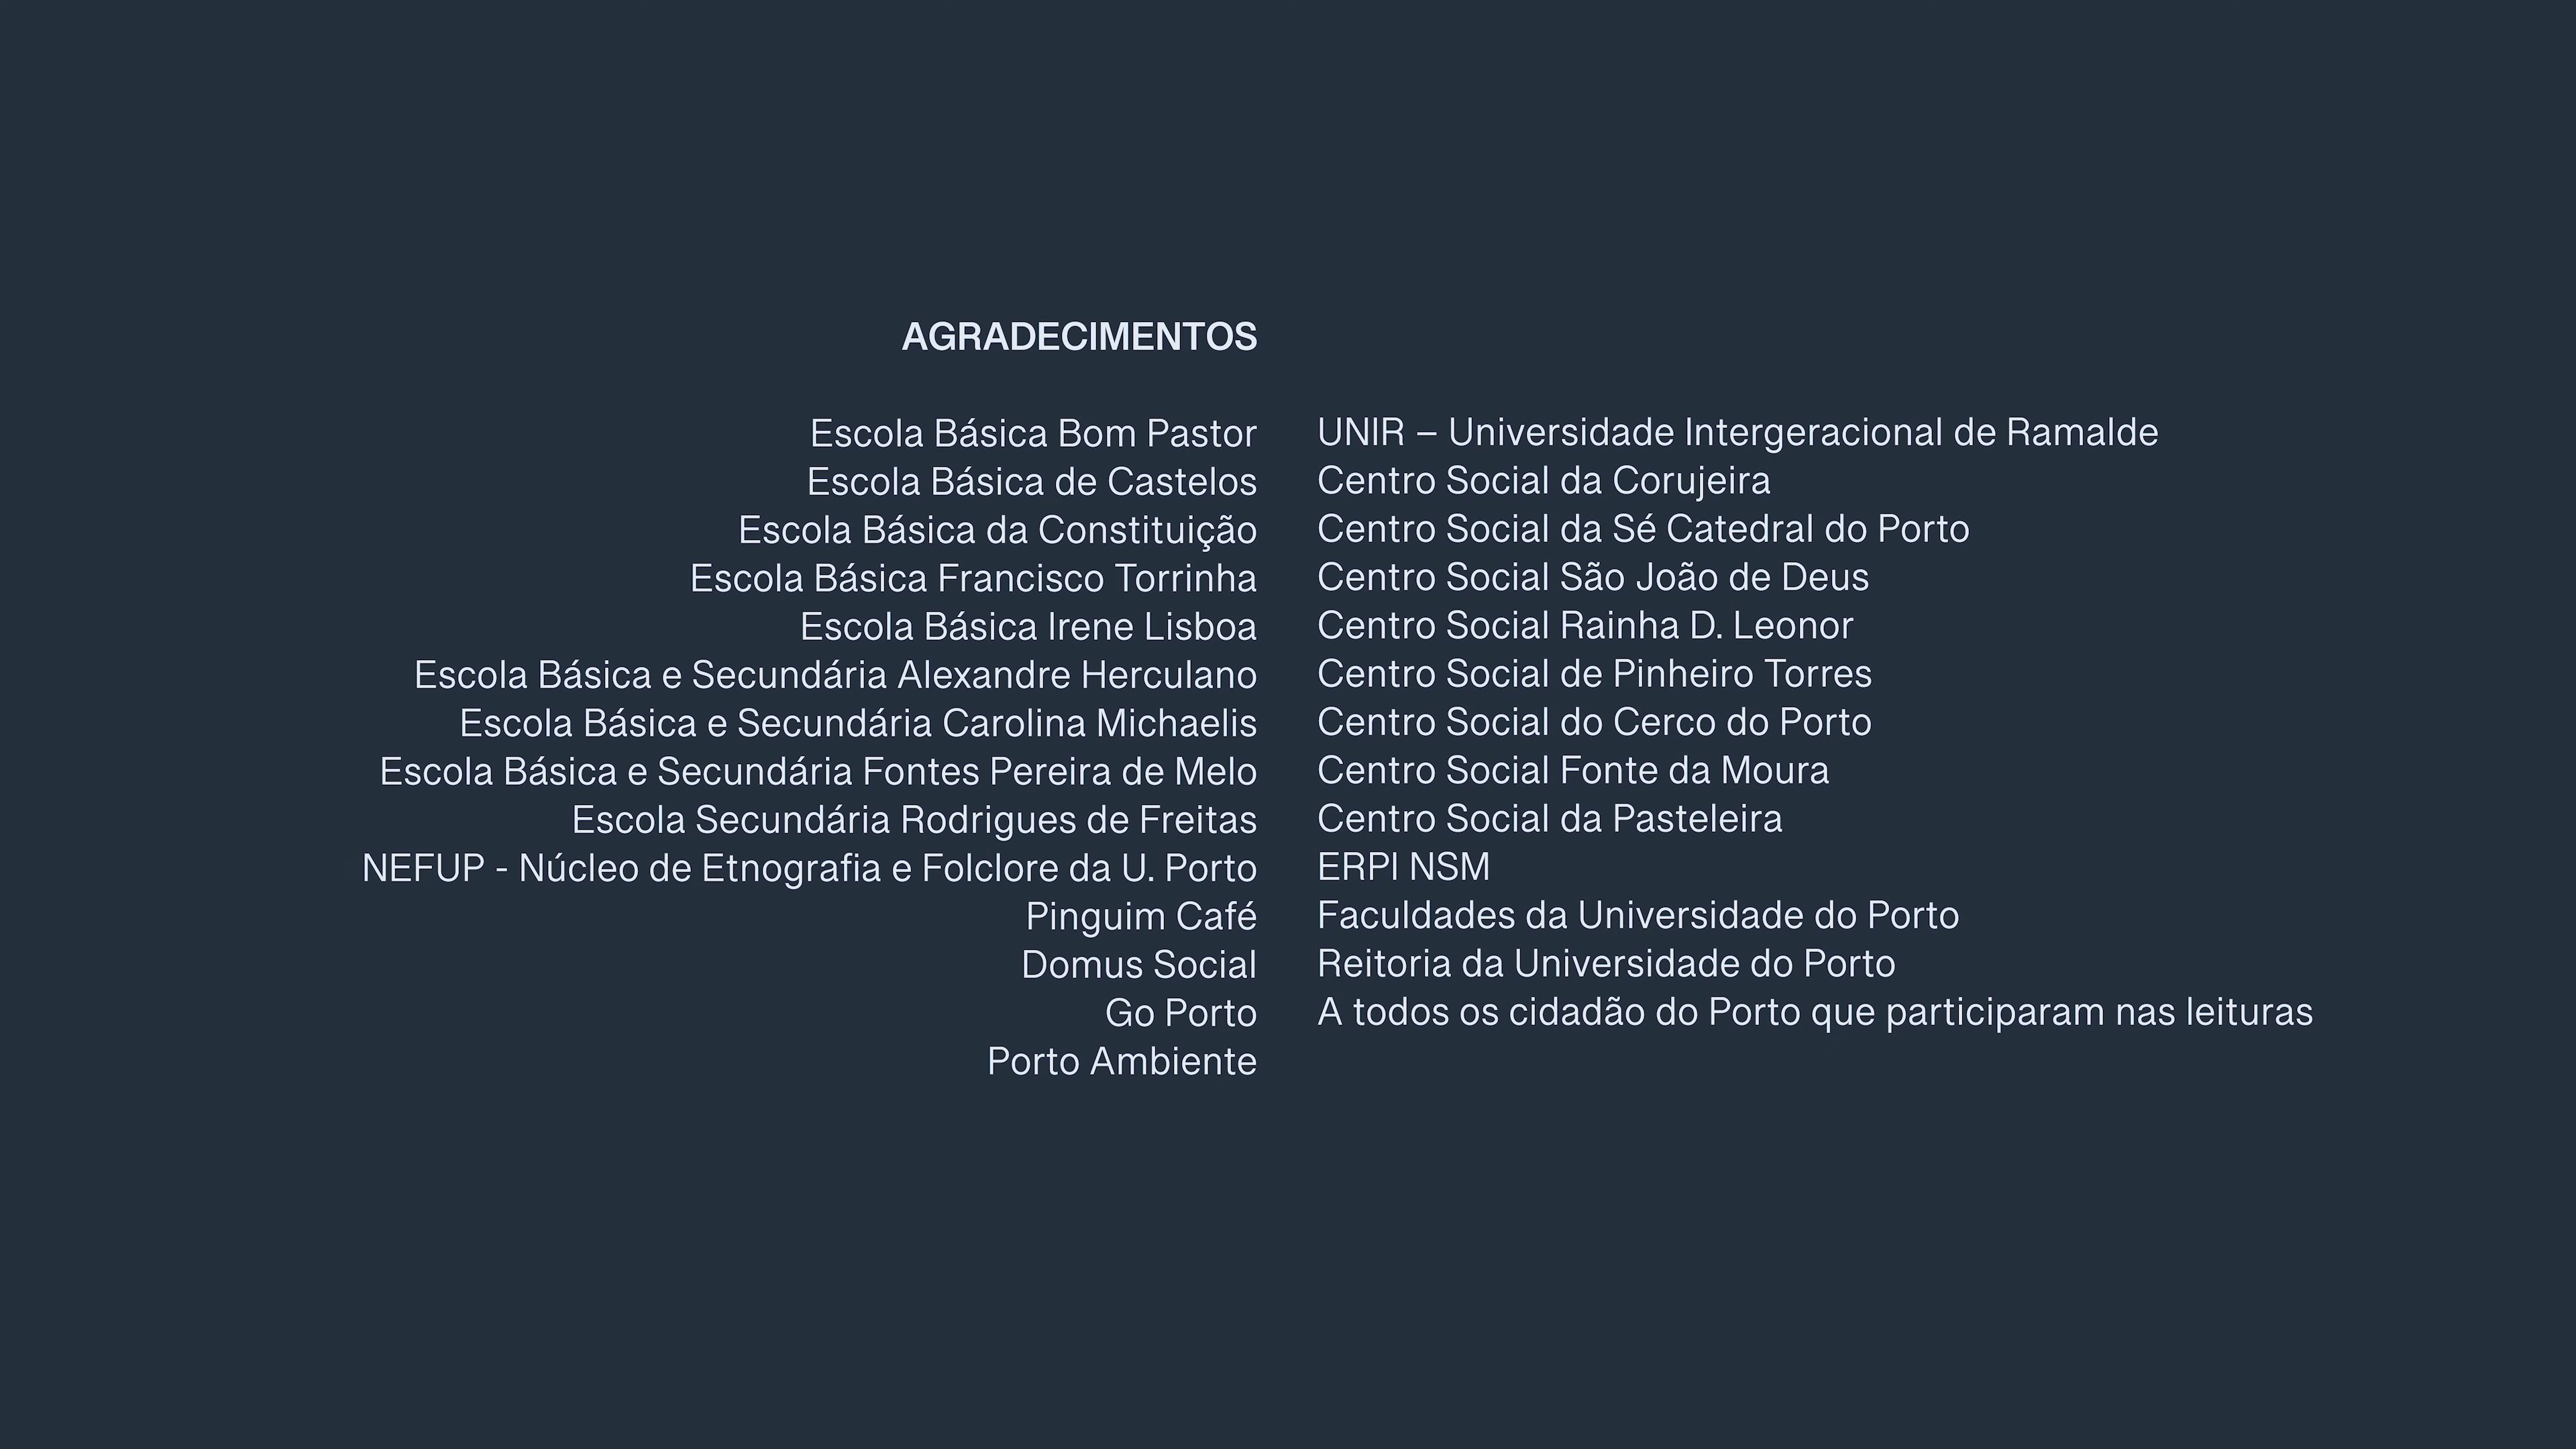 AGRADECIMENTOS
Escola Básica Bom Pastor
Escola Básica de Castelos
Escola Básica da Constituição
Escola Básica Francisco Torrinha
Escola Básica Irene Lisboa
Escola Básica e Secundária Alexandre Herculano
Escola Básica e Secundária Carolina Michaelis
Escola Básica e Secundária Fontes Pereira de Melo
Escola Secundária Rodrigues de Freitas
NEFUP - Núcleo de Etnografia e Folclore da U. Porto
Pinguim Café
Domus Social
Go Porto
Porto Ambiente
UNIR – Universidade Intergeracional de Ramalde
Centro Social da Corujeira
Centro Social da Sé Catedral do Porto
Centro Social São João de Deus
Centro Social Rainha D. Leonor
Centro Social de Pinheiro Torres
Centro Social do Cerco do Porto
Centro Social Fonte da Moura
Centro Social da Pasteleira
ERPI NSM
Faculdades da Universidade do Porto
Reitoria da Universidade do Porto
A todos os cidadão do Porto que participaram nas leituras